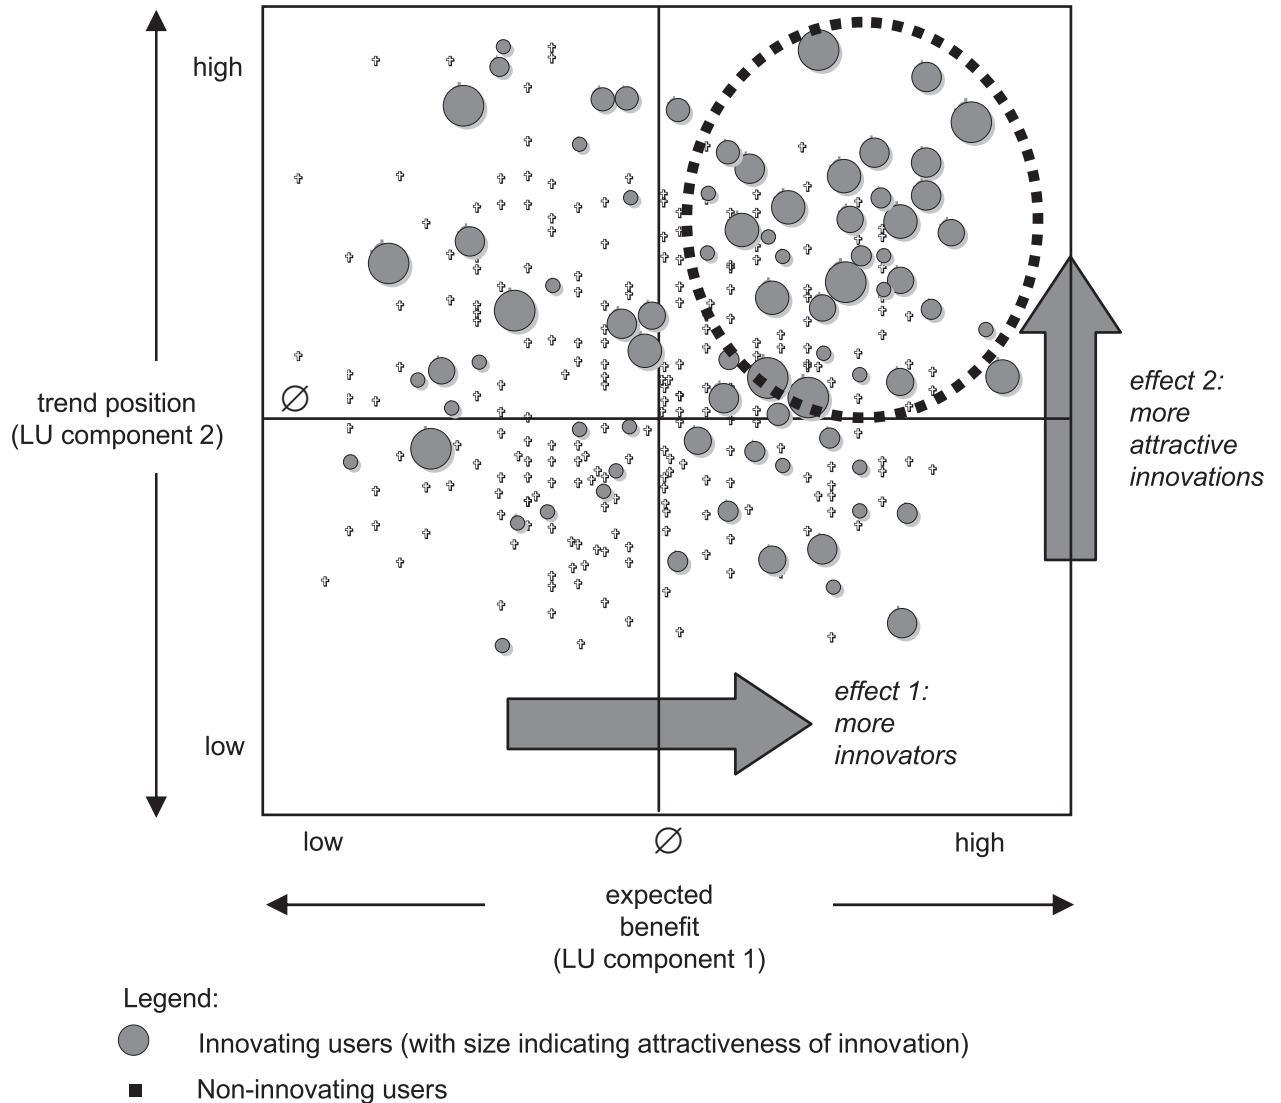 high
Ø
trend position
(LU component 2)
effect 2:
more
attractive
innovations
effect 1:
more
innovators
low
low
Ø
high
expected
benefit
(LU component 1)
Legend:
Innovating users (with size indicating attractiveness of innovation)
Non-innovating users